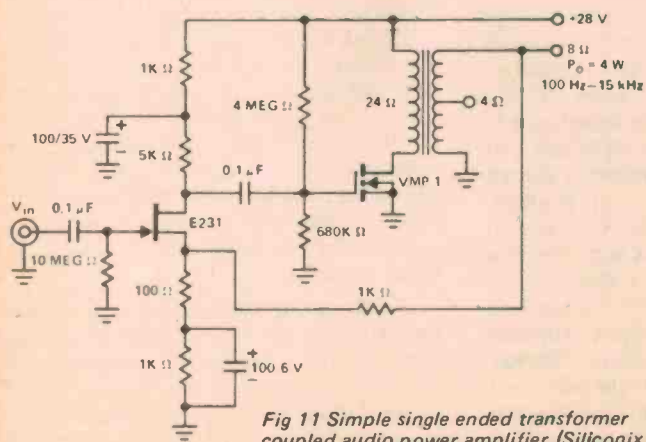 +28 V
1K Ω
8 Ω
P₀ = 4 W
100 Hz–15 kHz
4 MEG Ω
24 Ω
4 Ω
100/35 V
+
-
5K Ω
0.1 µF
VMP 1
Vin
0.1 µF
E231
680K Ω
10 MEG Ω
100 Ω
1K Ω
1K Ω
+
100 6 V
-
Fig 11 Simple single ended transformer
coupled audio power amplifier (Siliconix